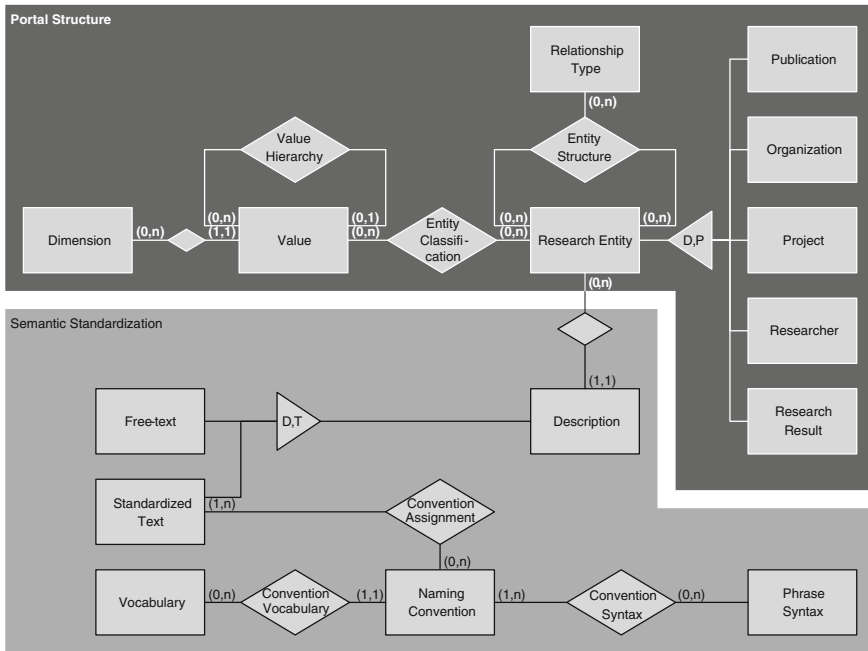 Portal Structure
Relationship
Type
(0,n)
Publication
Value
Hierarchy
Entity
Structure
Organization
(0,n)
(0,1)
(0,n)
(0,n)
Dimension
(0,n)
(1,1)
Value
(0,n)
Entity
Classifi-
cation
(0,n)
Research Entity
D,P
Project
(0,n)
Semantic Standardization
Researcher
(1,1)
Free-text
D,T
Description
Research
Result
Standardized
Text
(1,n)
Convention
Assignment
(0,n)
Vocabulary
(0,n)
Convention
Vocabulary
(1,1)
Naming
Convention
(1,n)
Convention
Syntax
(0,n)
Phrase
Syntax